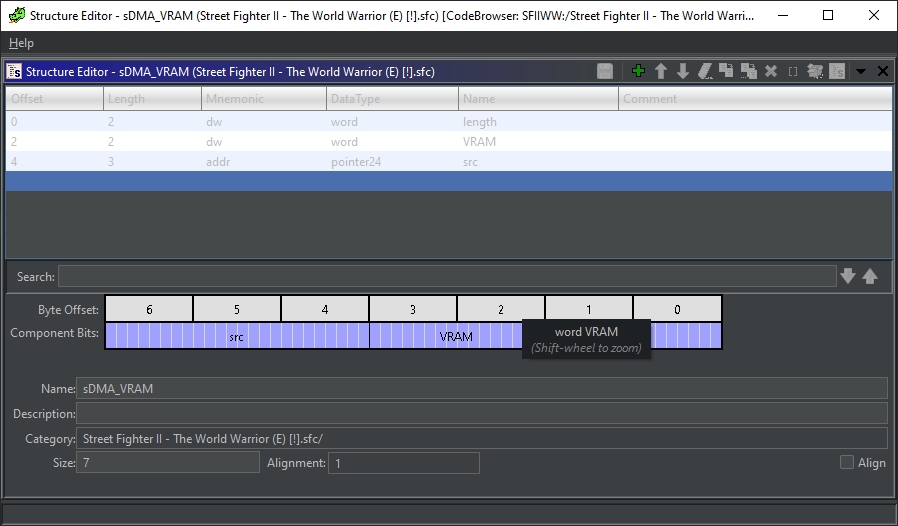 Structure Editor - sDMA_VRAM (Street Fighter II - The World Warrior (E) [!].sfc) [CodeBrowser: SFIIWW:/Street Fighter II - The World Warri...
Help
Structure Editor - sDMA_VRAM (Street Fighter II - The World Warrior (E) [!].sfc)
Offset Length Mnemonic DataType Name Comment
0 2 dw word length
2 2 dw word VRAM
4 3 addr pointer24 src
Search:
Byte Offset: 6 5 4 3 2 1 0
Component Bits: src VRAM
word VRAM
(Shift-wheel to zoom)
Name: sDMA_VRAM
Description:
Category: Street Fighter II - The World Warrior (E) [!].sfc/
Size: 7 Alignment: 1 Align